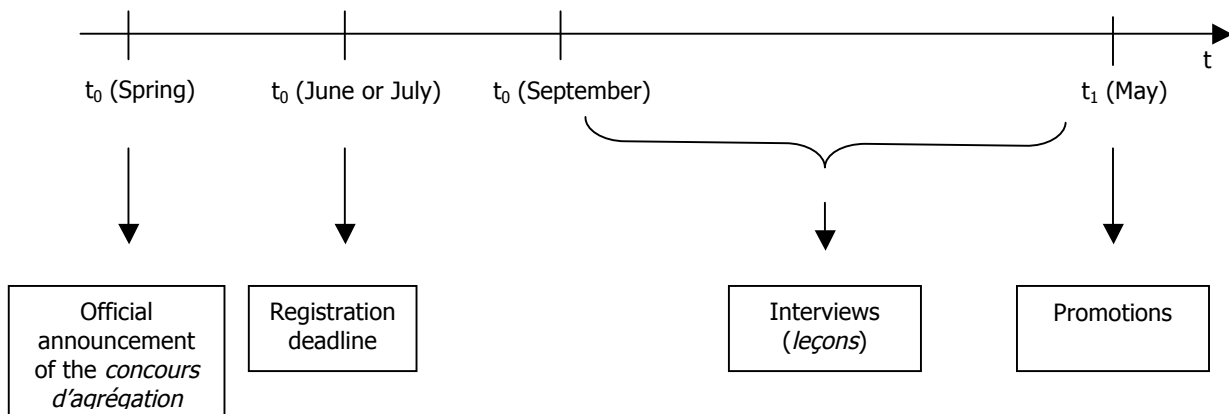 t
t₀ (Spring)
t₀ (June or July)
t₀ (September)
t₁ (May)
Official
announcement
of the concours
d'agrégation
Registration
deadline
Interviews
(leçons)
Promotions